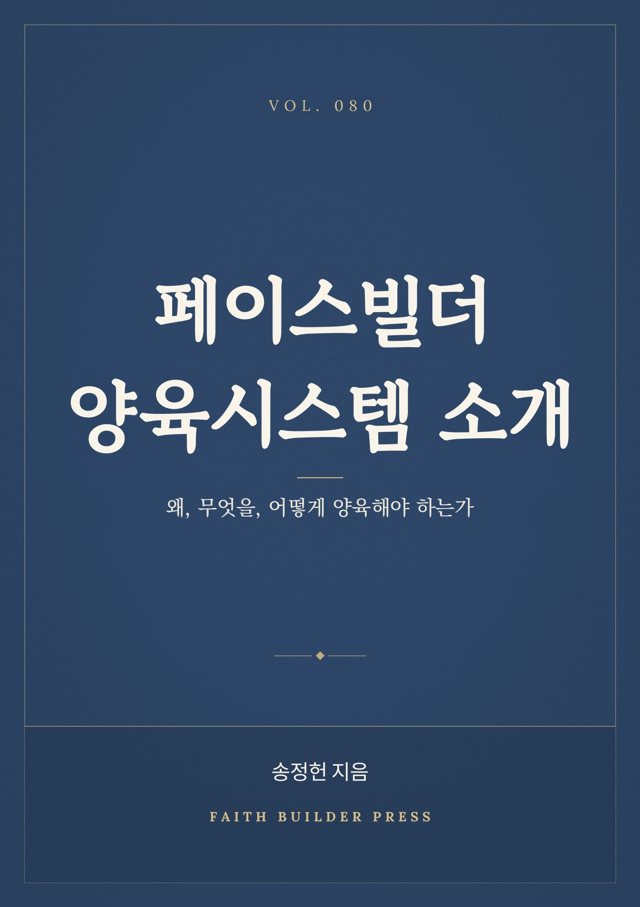 VOL. 080
페이스빌더
양육시스템 소개
왜, 무엇을, 어떻게 양육해야 하는가
송정헌 지음
FAITH BUILDER PRESS